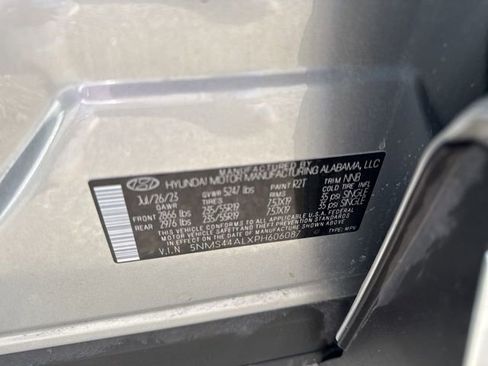 MANUFACTURED BY
HYUNDAI MOTOR MANUFACTURING ALABAMA, LLC
JUL/26/23 GVWR 5247 lbs PAINT R2T TRIM NNB
TIRES RIMS COLD TIRE INFL
FRONT 2866 lbs 235/55R19 7.5JX19 35 psi SINGLE
REAR 2976 lbs 235/55R19 7.5JX19 35 psi SINGLE
THIS VEHICLE CONFORMS TO ALL APPLICABLE U.S.A. FEDERAL
MOTOR VEHICLE SAFETY AND BUMPER STANDARDS IN EFFECT
ON THE DATE OF MANUFACTURE SHOWN ABOVE.
V.I.N 5NMS44ALXPH606087 TYPE: MPV